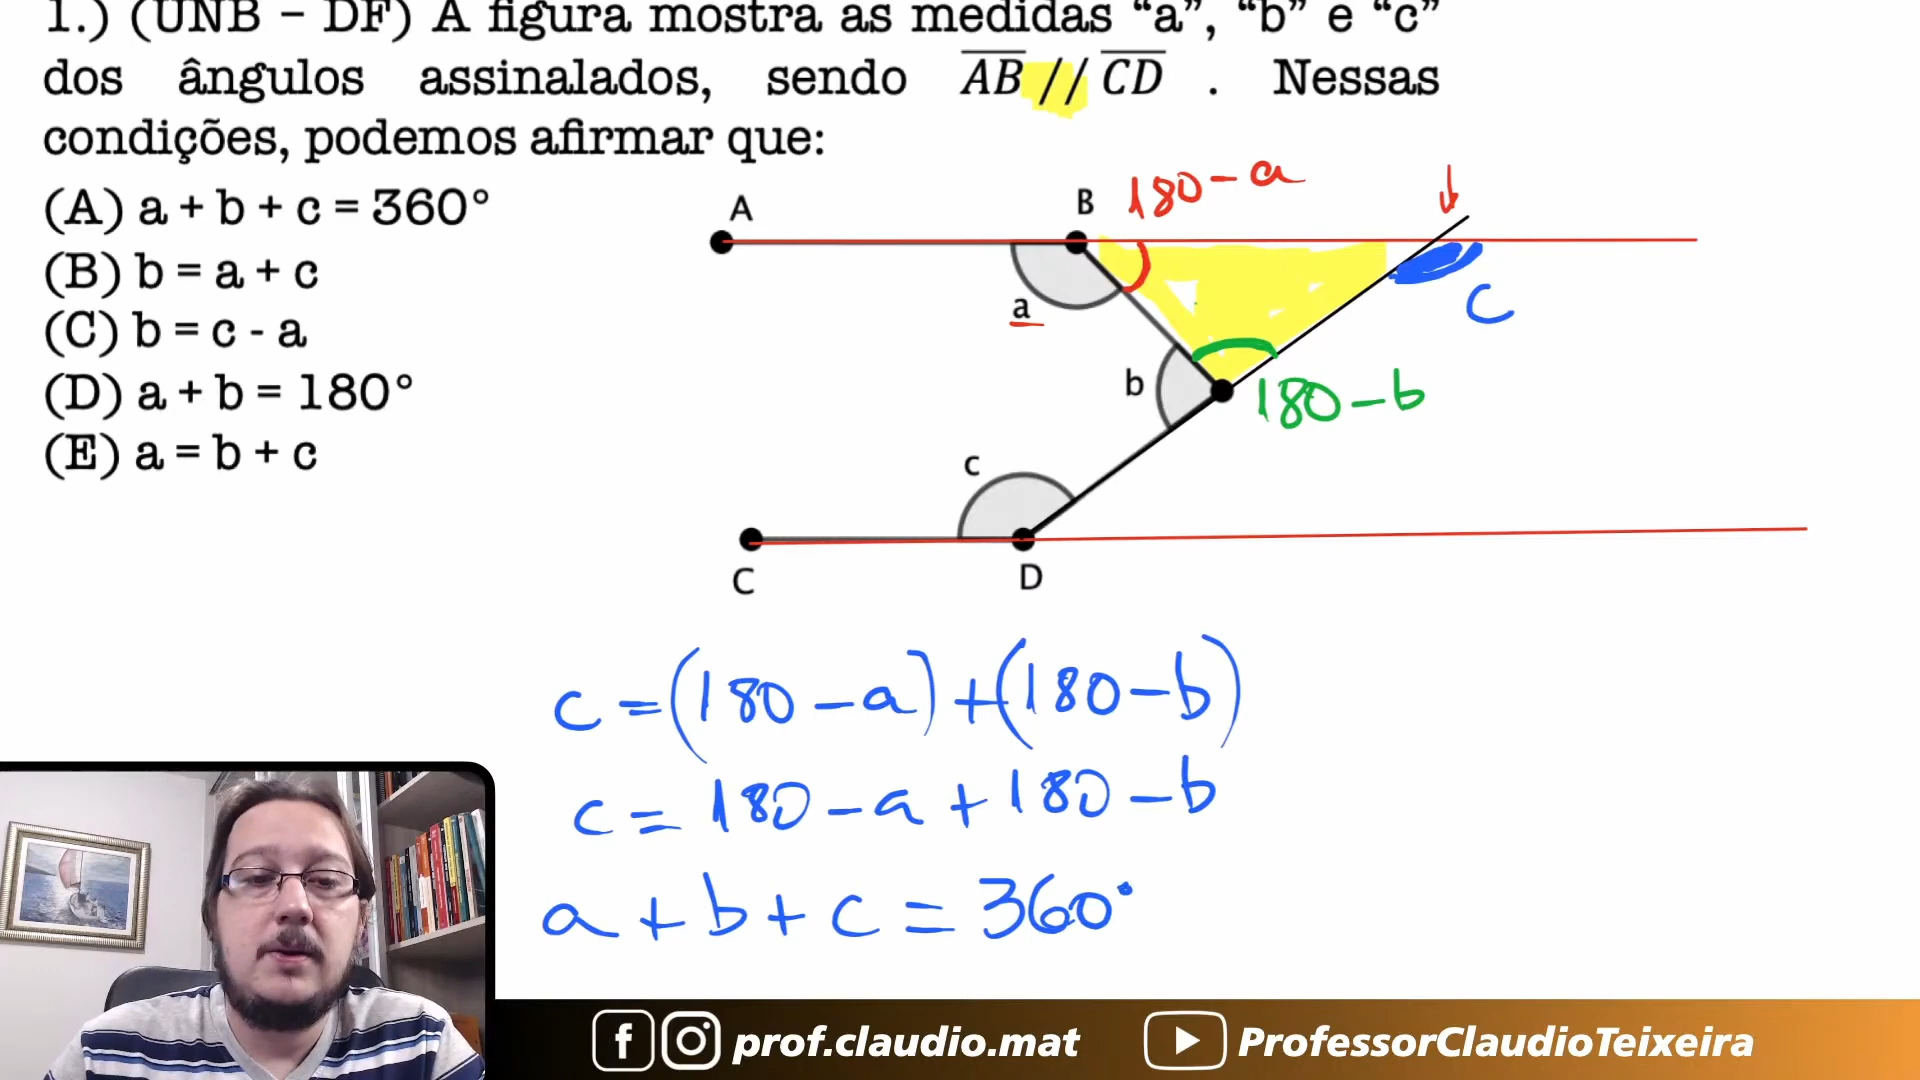 1.) (UNB – DF) A figura mostra as medidas “a”, “b” e “c”
dos ângulos assinalados, sendo AB // CD . Nessas
condições, podemos afirmar que:
(A) a + b + c = 360°
(B) b = a + c
(C) b = c - a
(D) a + b = 180°
(E) a = b + c
A
B
180 - a
a
C
b
180 - b
c
C
D
c = (180 - a) + (180 - b)
c = 180 - a + 180 - b
a + b + c = 360°
prof.claudio.mat
ProfessorClaudioTeixeira